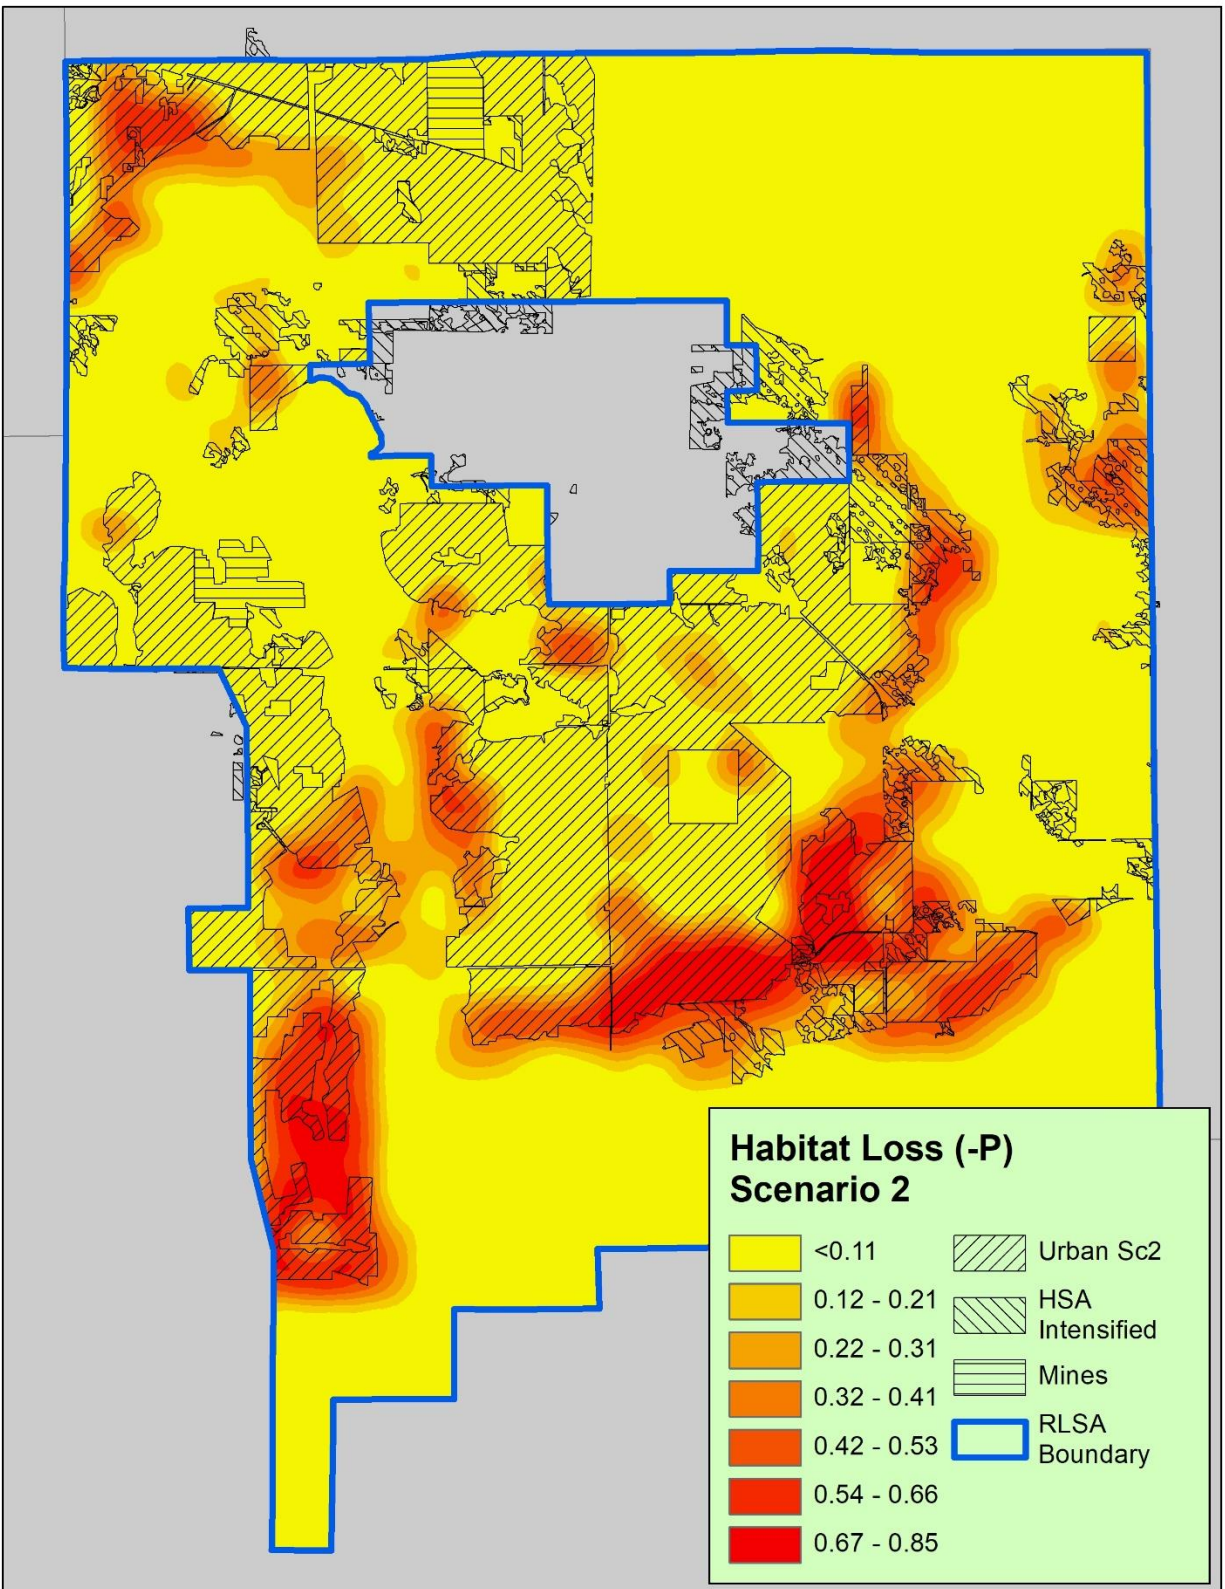 Habitat Loss (-P)
Scenario 2
<0.11
0.12 - 0.21
0.22 - 0.31
0.32 - 0.41
0.42 - 0.53
0.54 - 0.66
0.67 - 0.85
Urban Sc2
HSA
Intensified
Mines
RLSA
Boundary